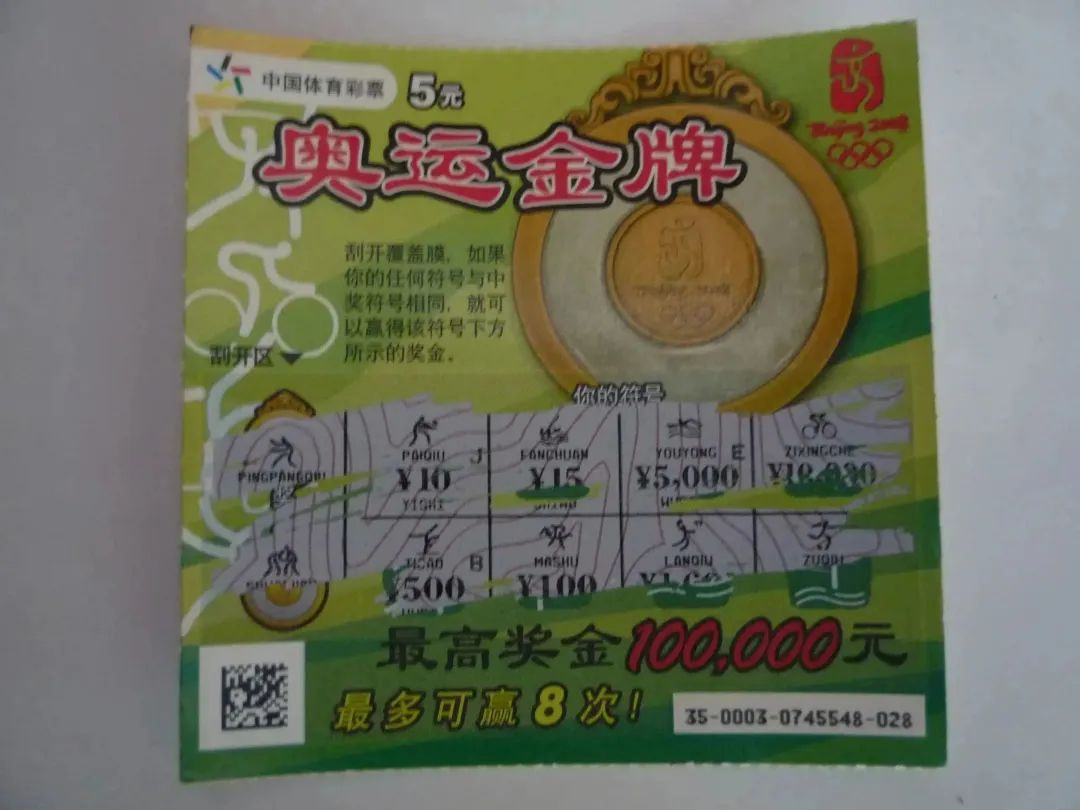 中国体育彩票 5元
奥运金牌
Beijing 2008
刮开覆盖膜，如果
你的任何符号与中
奖符号相同，就可
以赢得该符号下方
所示的奖金。
刮开区
你的符号
PINGPANGQIU
PAIQIU J
¥10
YISHI
FANCHUAN
¥15
YOUYONG E
¥5,000
ZIXINGCHE
TICAO B
¥500
MASHU
¥100
LANQIU
ZUQIU
最高奖金100,000元
最多可赢8次！
35-0003-0745548-028